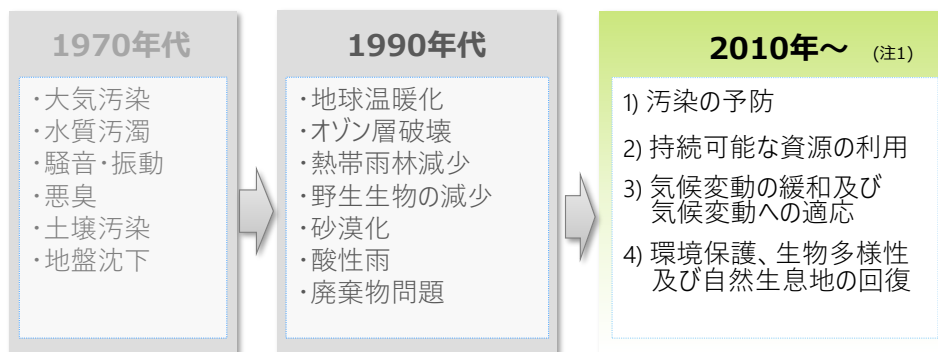 1970年代
・大気汚染
・水質汚濁
・騒音・振動
・悪臭
・土壌汚染
・地盤沈下
1990年代
・地球温暖化
・オゾン層破壊
・熱帯雨林減少
・野生生物の減少
・砂漠化
・酸性雨
・廃棄物問題
2010年～ (注1)
1) 汚染の予防
2) 持続可能な資源の利用
3) 気候変動の緩和及び
気候変動への適応
4) 環境保護、生物多様性
及び自然生息地の回復